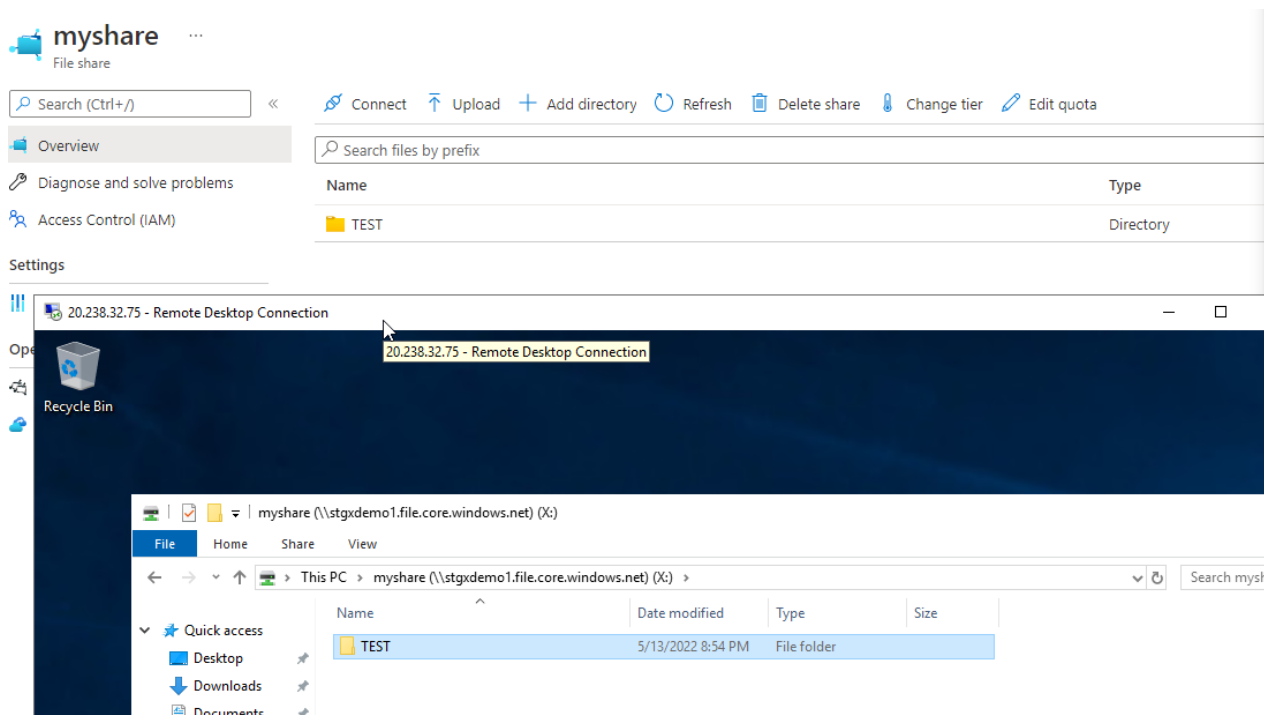 myshare ...
File share
Search (Ctrl+/) «
Connect Upload Add directory Refresh Delete share Change tier Edit quota
Overview
Search files by prefix
Diagnose and solve problems
Name Type
Access Control (IAM)
TEST Directory
Settings
20.238.32.75 - Remote Desktop Connection
Ope
20.238.32.75 - Remote Desktop Connection
Recycle Bin
myshare (\\stgxdemo1.file.core.windows.net) (X:)
File Home Share View
This PC > myshare (\\stgxdemo1.file.core.windows.net) (X:) >
Search mysh
Name Date modified Type Size
Quick access
TEST 5/13/2022 8:54 PM File folder
Desktop
Downloads
Documents